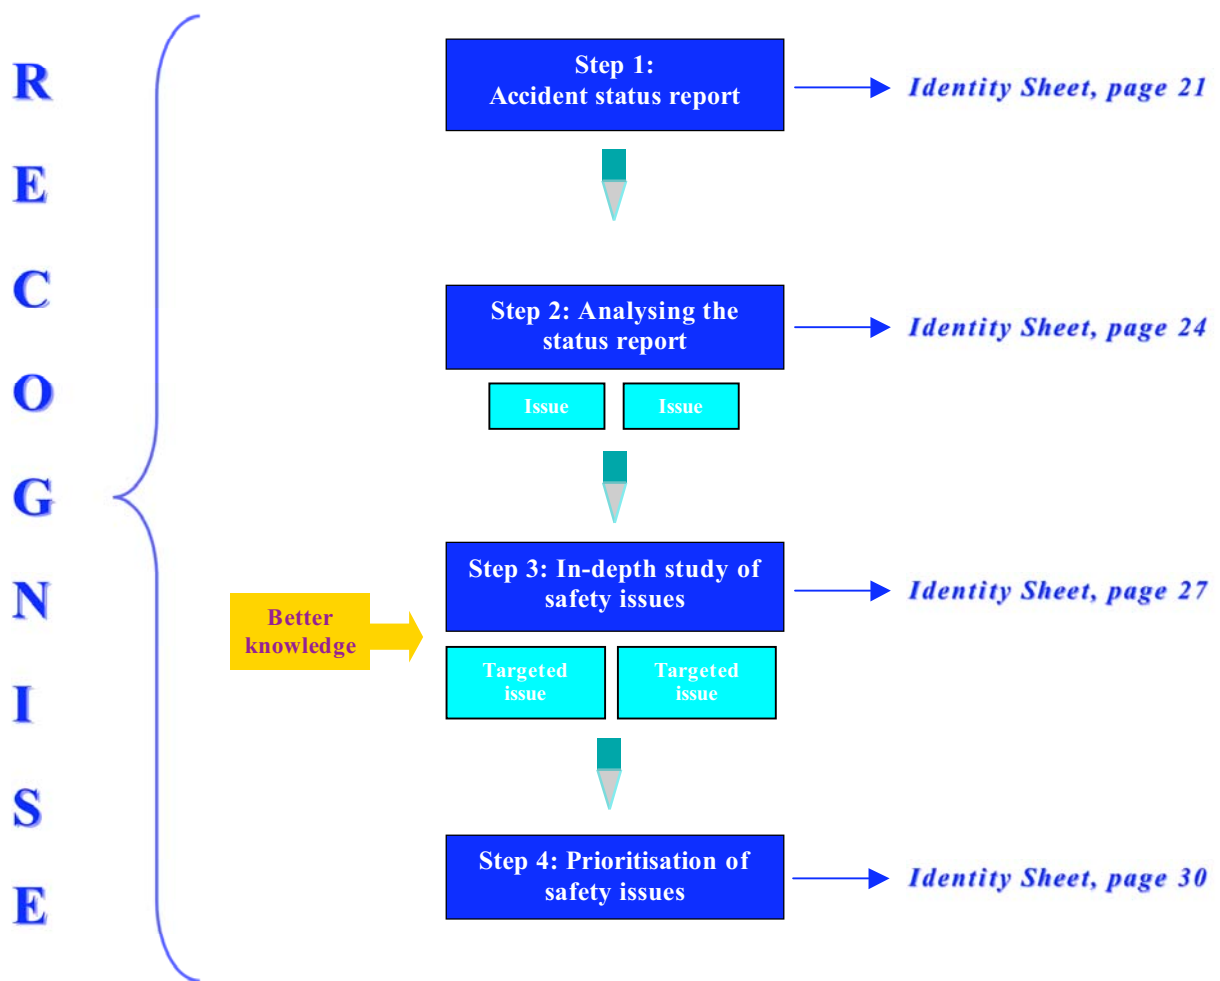 RECOGNISE
Step 1:
Accident status report
Identity Sheet, page 21
Step 2: Analysing the
status report
Identity Sheet, page 24
Issue
Issue
Step 3: In-depth study of
safety issues
Identity Sheet, page 27
Better
knowledge
Targeted
issue
Targeted
issue
Step 4: Prioritisation of
safety issues
Identity Sheet, page 30